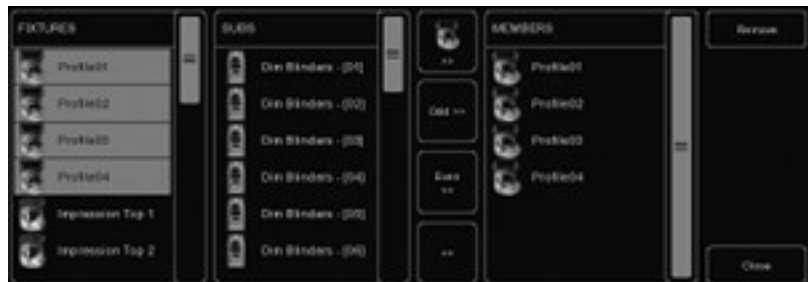 FIXTURES
Profile01
Profile02
Profile03
Profile04
Impression Top 1
Impression Top 2
SUBS
Dim Blinders - (01)
Dim Blinders - (02)
Dim Blinders - (03)
Dim Blinders - (04)
Dim Blinders - (05)
Dim Blinders - (06)
>>
Odd >>
Even
>>
>>
MEMBERS
Profile01
Profile02
Profile03
Profile04
Remove
Close